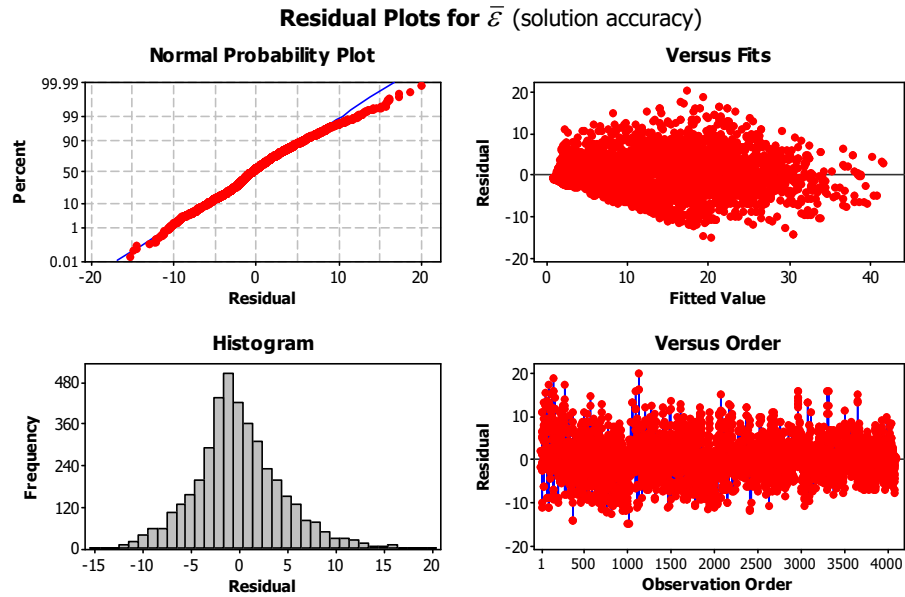 Residual Plots for ε̅ (solution accuracy)
Normal Probability Plot
99.99
99
90
50
10
1
0.01
Percent
-20 -10 0 10 20
Residual
Versus Fits
20
10
0
-10
-20
Residual
0 10 20 30 40
Fitted Value
Histogram
480
360
240
120
0
Frequency
-15 -10 -5 0 5 10 15 20
Residual
Versus Order
20
10
0
-10
-20
Residual
1 500 1000 1500 2000 2500 3000 3500 4000
Observation Order